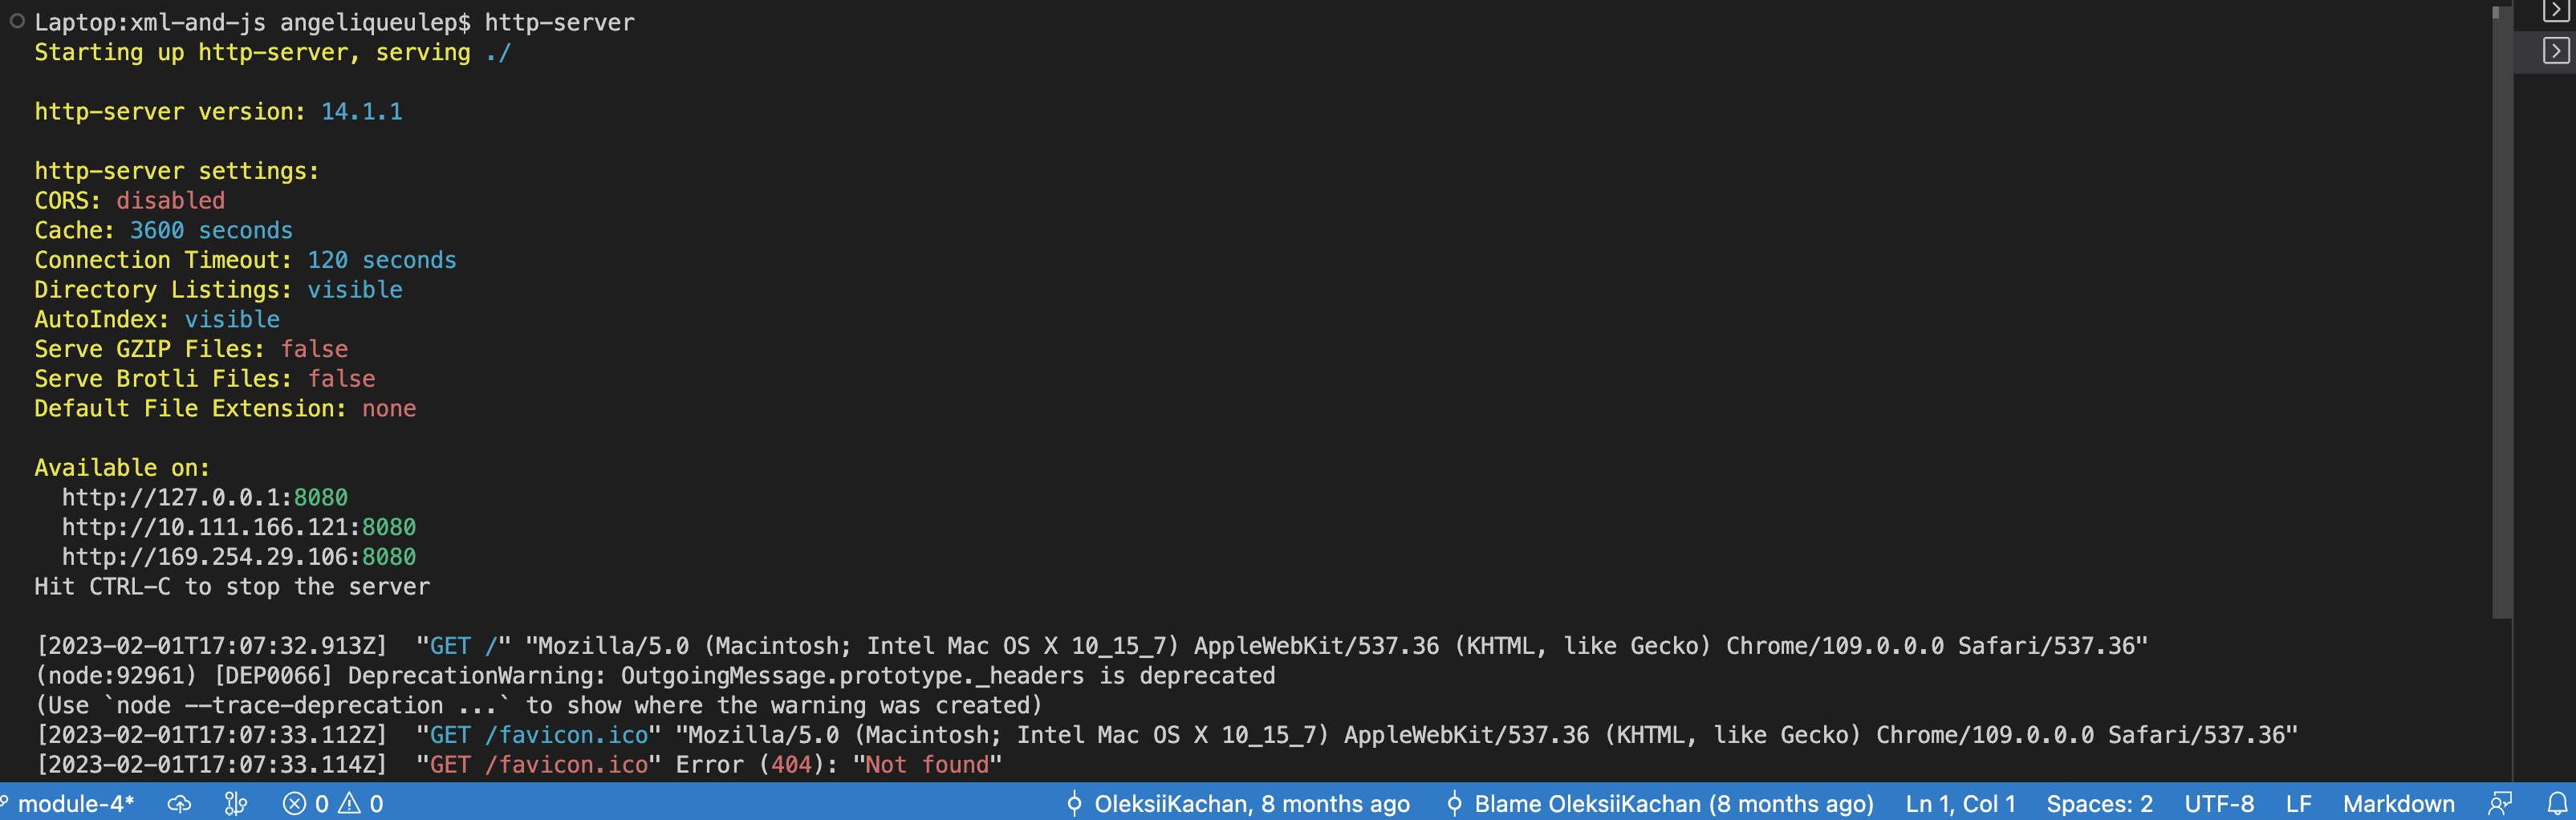 Laptop:xml-and-js angeliqueulep$ http-server
Starting up http-server, serving ./
http-server version: 14.1.1
http-server settings:
CORS: disabled
Cache: 3600 seconds
Connection Timeout: 120 seconds
Directory Listings: visible
AutoIndex: visible
Serve GZIP Files: false
Serve Brotli Files: false
Default File Extension: none
Available on:
  http://127.0.0.1:8080
  http://10.111.166.121:8080
  http://169.254.29.106:8080
Hit CTRL-C to stop the server
[2023-02-01T17:07:32.913Z]  "GET /" "Mozilla/5.0 (Macintosh; Intel Mac OS X 10_15_7) AppleWebKit/537.36 (KHTML, like Gecko) Chrome/109.0.0.0 Safari/537.36"
(node:92961) [DEP0066] DeprecationWarning: OutgoingMessage.prototype._headers is deprecated
(Use `node --trace-deprecation ...` to show where the warning was created)
[2023-02-01T17:07:33.112Z]  "GET /favicon.ico" "Mozilla/5.0 (Macintosh; Intel Mac OS X 10_15_7) AppleWebKit/537.36 (KHTML, like Gecko) Chrome/109.0.0.0 Safari/537.36"
[2023-02-01T17:07:33.114Z]  "GET /favicon.ico" Error (404): "Not found"
module-4* 0 0 OleksiiKachan, 8 months ago Blame OleksiiKachan (8 months ago) Ln 1, Col 1 Spaces: 2 UTF-8 LF Markdown